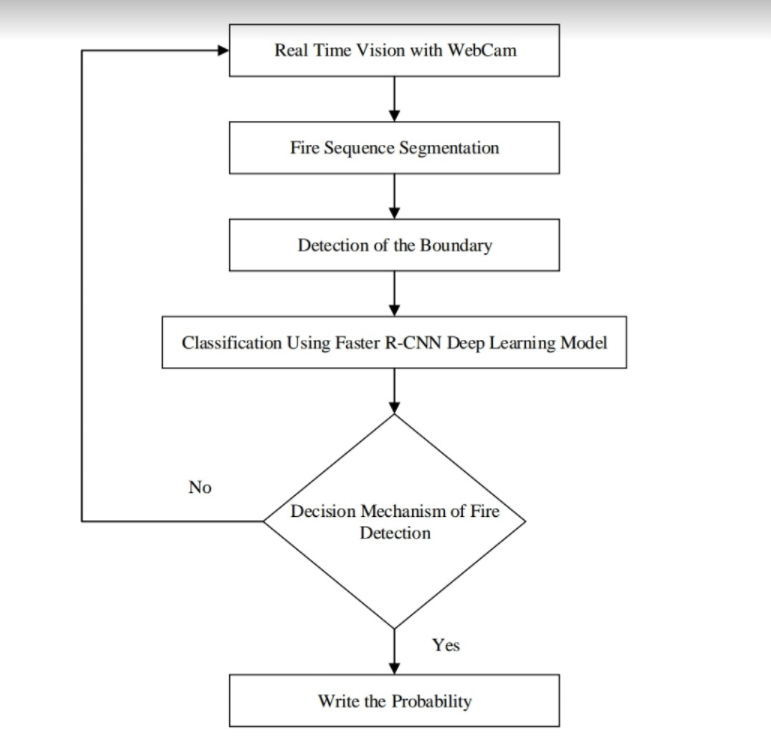 Real Time Vision with WebCam
Fire Sequence Segmentation
Detection of the Boundary
Classification Using Faster R-CNN Deep Learning Model
No
Decision Mechanism of Fire
Detection
Yes
Write the Probability